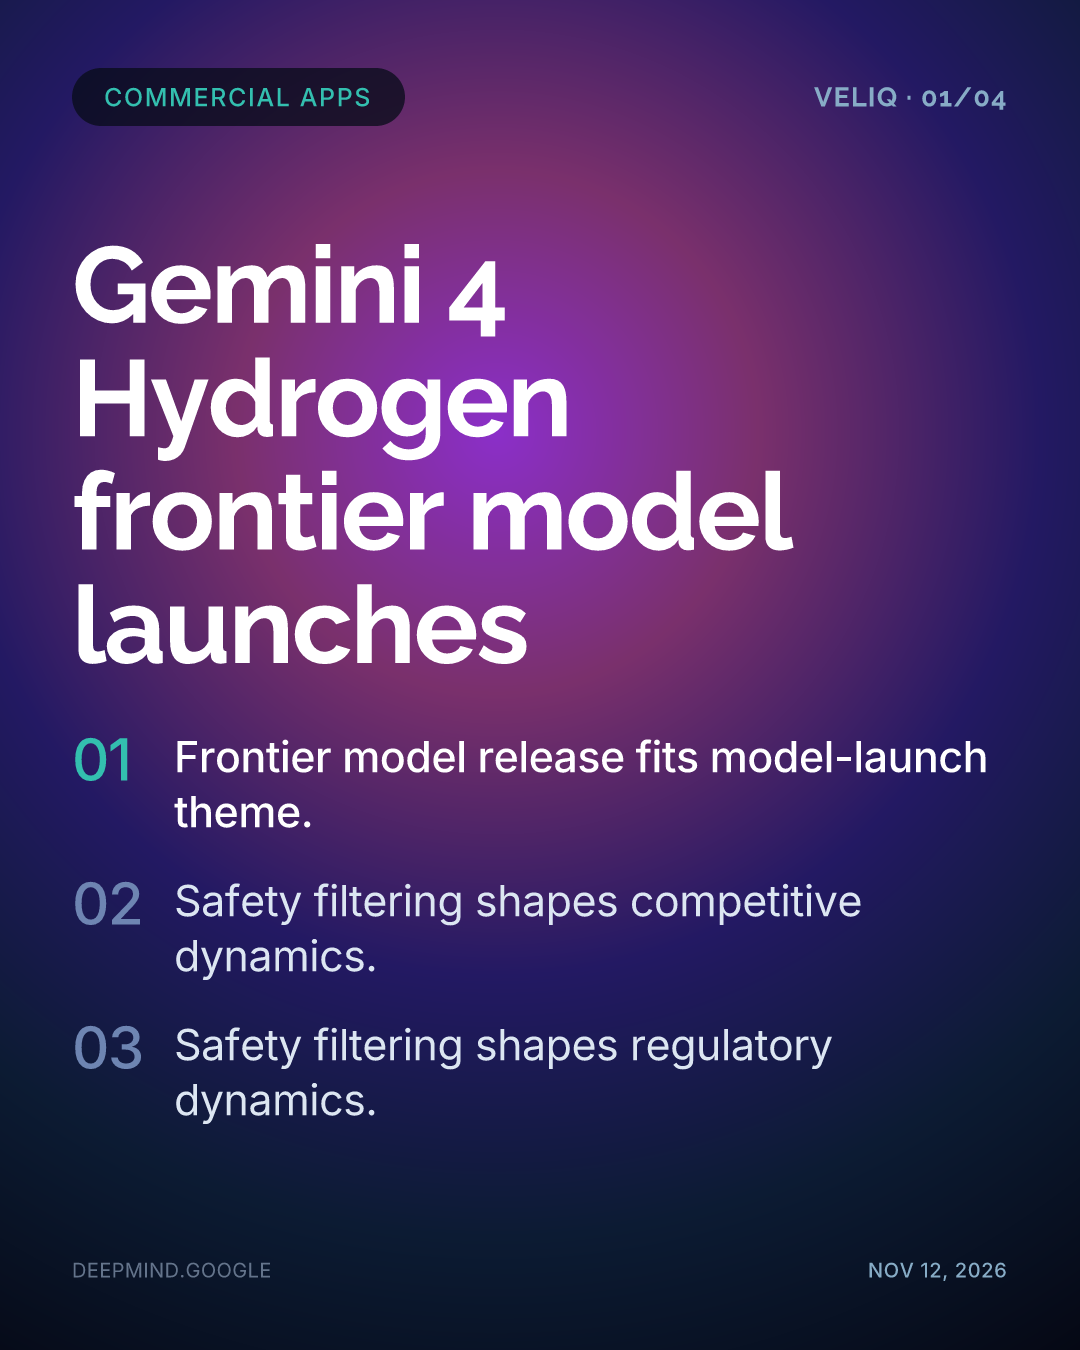 COMMERCIAL APPS
VELIQ · 01/04
Gemini 4
Hydrogen
frontier model
launches
01 Frontier model release fits model-launch
theme.
02 Safety filtering shapes competitive
dynamics.
03 Safety filtering shapes regulatory
dynamics.
DEEPMIND.GOOGLE
NOV 12, 2026